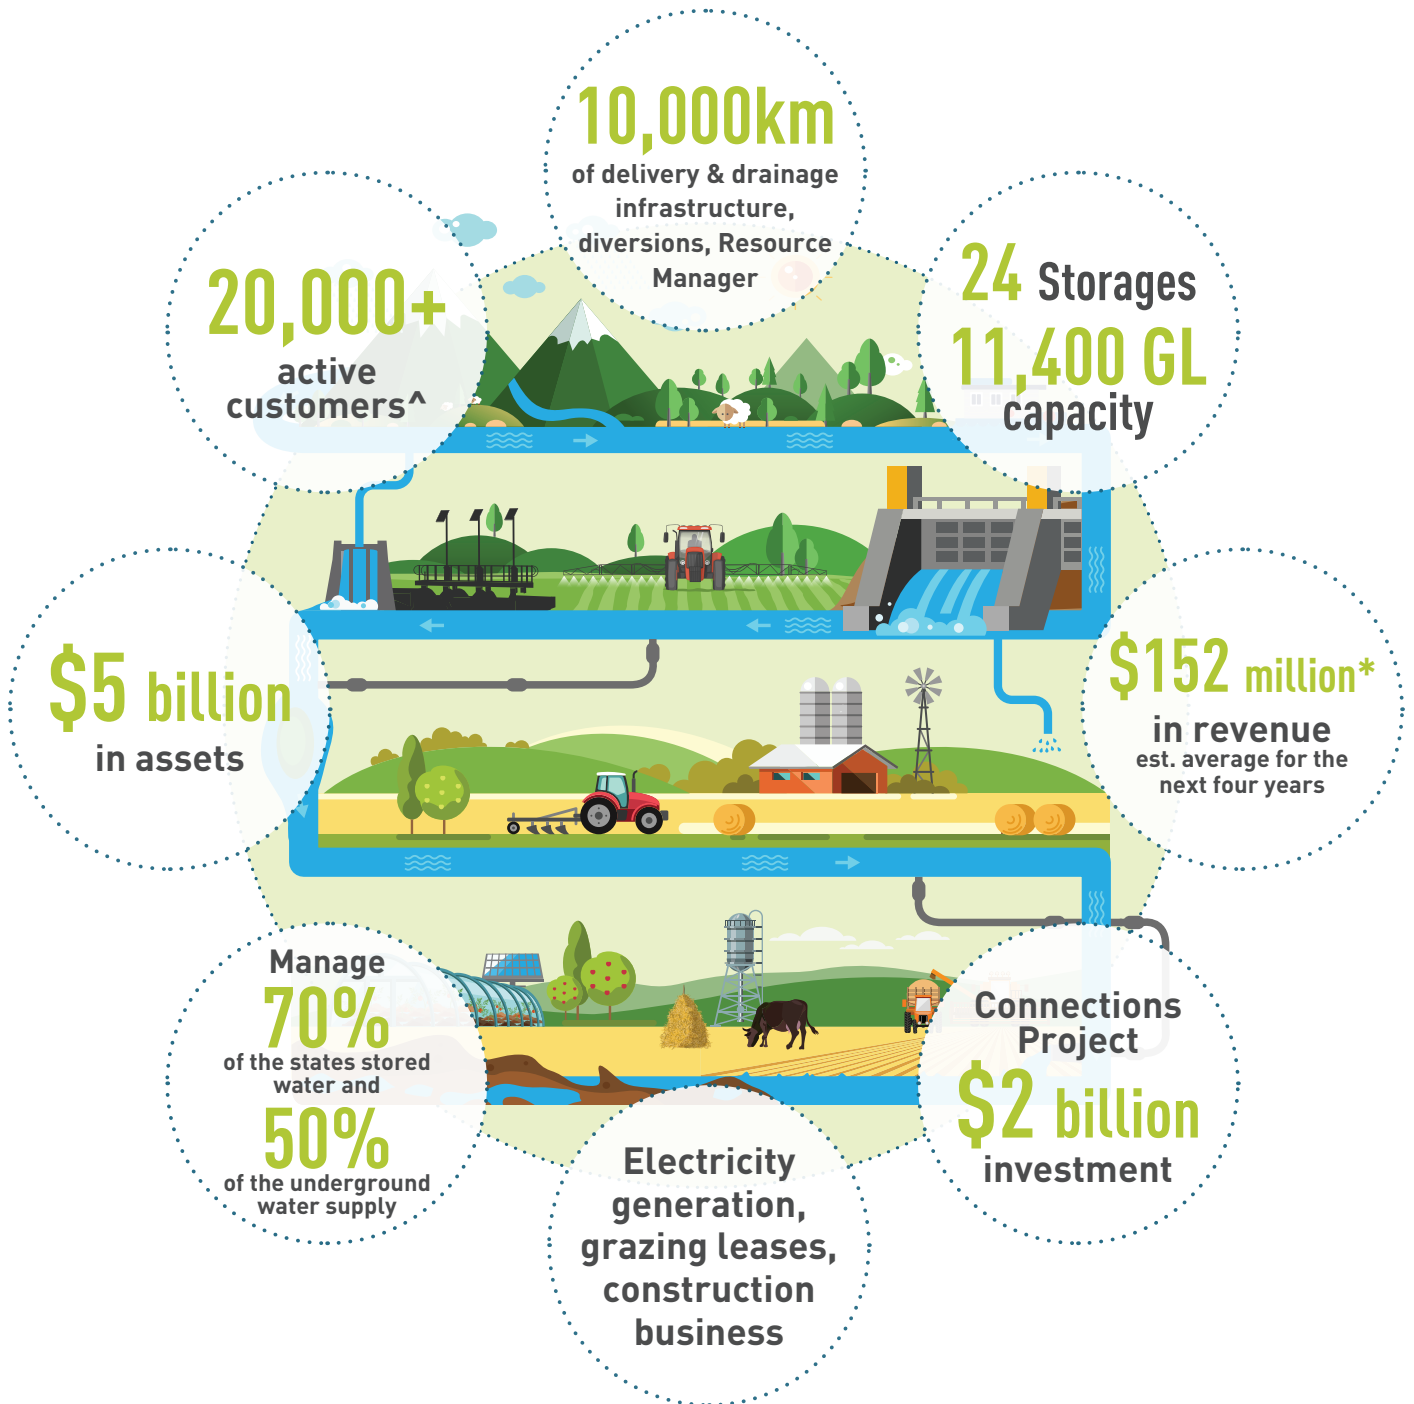 10,000km
of delivery & drainage
infrastructure,
diversions, Resource
Manager
20,000+
active
customers^
24 Storages
11,400 GL
capacity
$5 billion
in assets
$152 million*
in revenue
est. average for the
next four years
Manage
70%
of the states stored
water and
50%
of the underground
water supply
Connections
Project
$2 billion
investment
Electricity
generation,
grazing leases,
construction
business